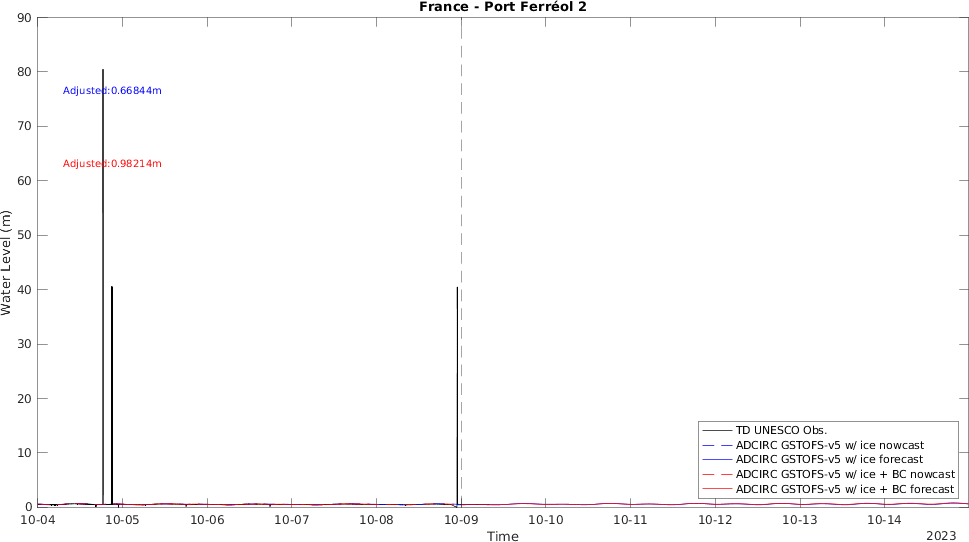 France - Port Ferréol 2
90
80
70
60
50
40
30
20
10
0
Water Level (m)
Adjusted:0.66844m
Adjusted:0.98214m
TD UNESCO Obs.
ADCIRC GSTOFS-v5 w/ ice nowcast
ADCIRC GSTOFS-v5 w/ ice forecast
ADCIRC GSTOFS-v5 w/ ice + BC nowcast
ADCIRC GSTOFS-v5 w/ ice + BC forecast
10-04 10-05 10-06 10-07 10-08 10-09 10-10 10-11 10-12 10-13 10-14
Time
2023